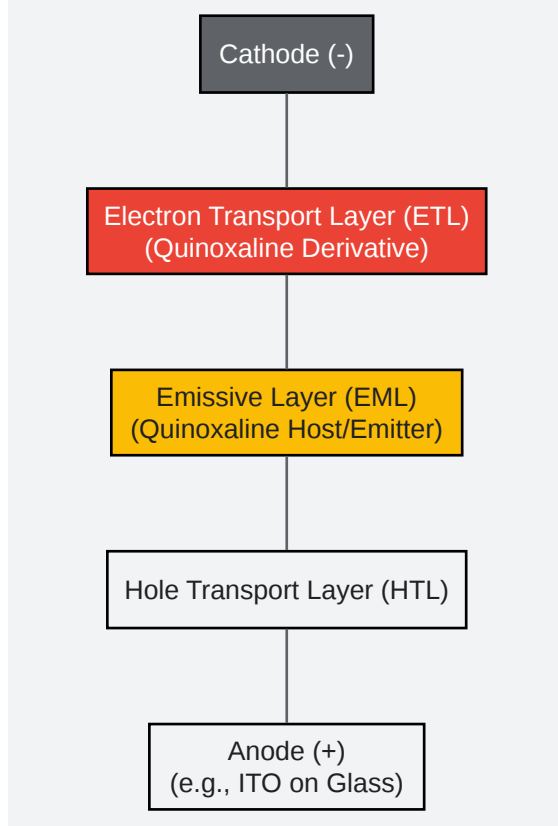 Cathode (-)
Electron Transport Layer (ETL)
(Quinoxaline Derivative)
Emissive Layer (EML)
(Quinoxaline Host/Emitter)
Hole Transport Layer (HTL)
Anode (+)
(e.g., ITO on Glass)